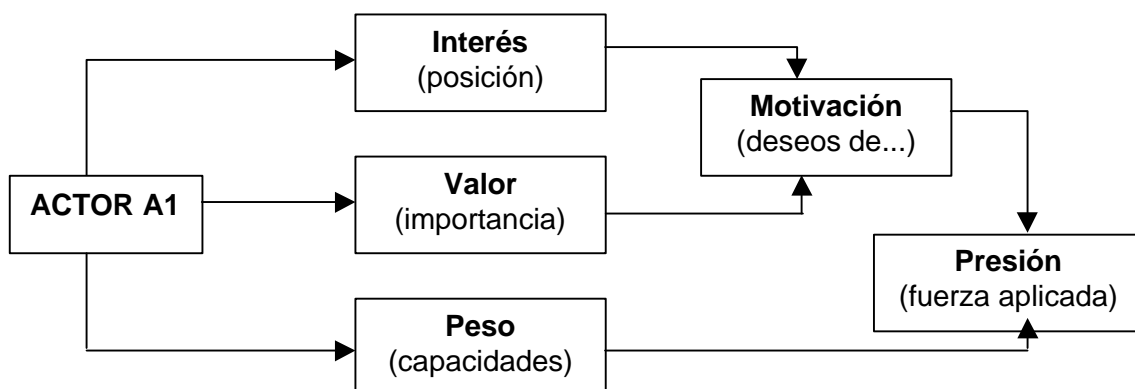 Interés
(posición)
Motivación
(deseos de...)
ACTOR A1
Valor
(importancia)
Presión
(fuerza aplicada)
Peso
(capacidades)